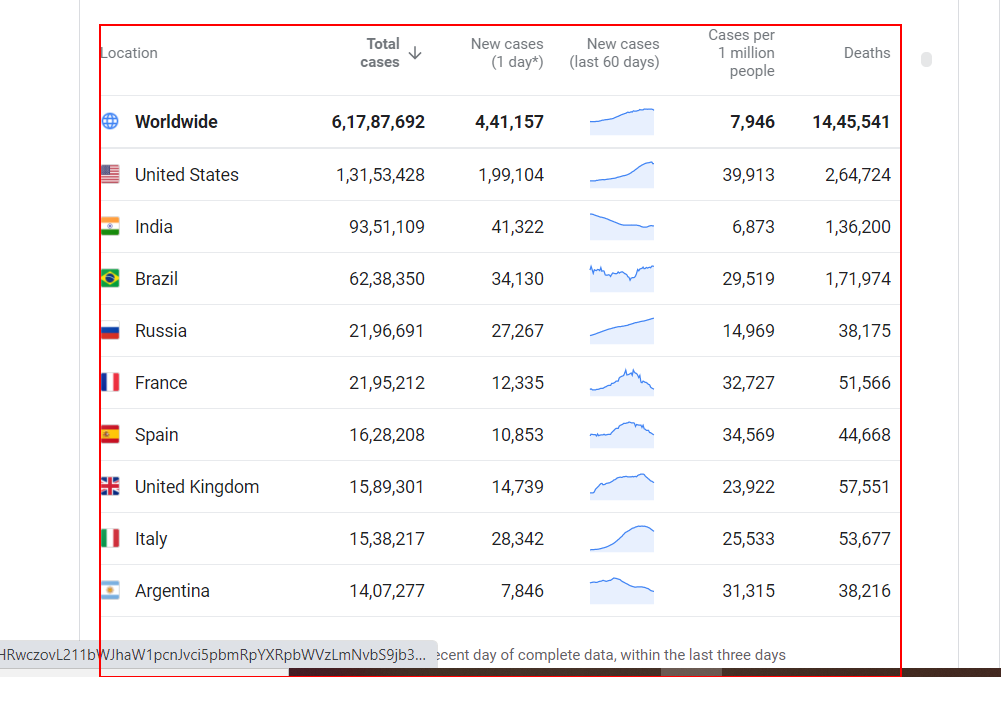 Location Total cases New cases (1 day*) New cases (last 60 days) Cases per 1 million people Deaths
Worldwide 6,17,87,692 4,41,157 7,946 14,45,541
United States 1,31,53,428 1,99,104 39,913 2,64,724
India 93,51,109 41,322 6,873 1,36,200
Brazil 62,38,350 34,130 29,519 1,71,974
Russia 21,96,691 27,267 14,969 38,175
France 21,95,212 12,335 32,727 51,566
Spain 16,28,208 10,853 34,569 44,668
United Kingdom 15,89,301 14,739 23,922 57,551
Italy 15,38,217 28,342 25,533 53,677
Argentina 14,07,277 7,846 31,315 38,216
HRwczovL211bWJhaW1pcnJvci5pbmRpYXRpbWVzLmNvbS9jb3... ecent day of complete data, within the last three days